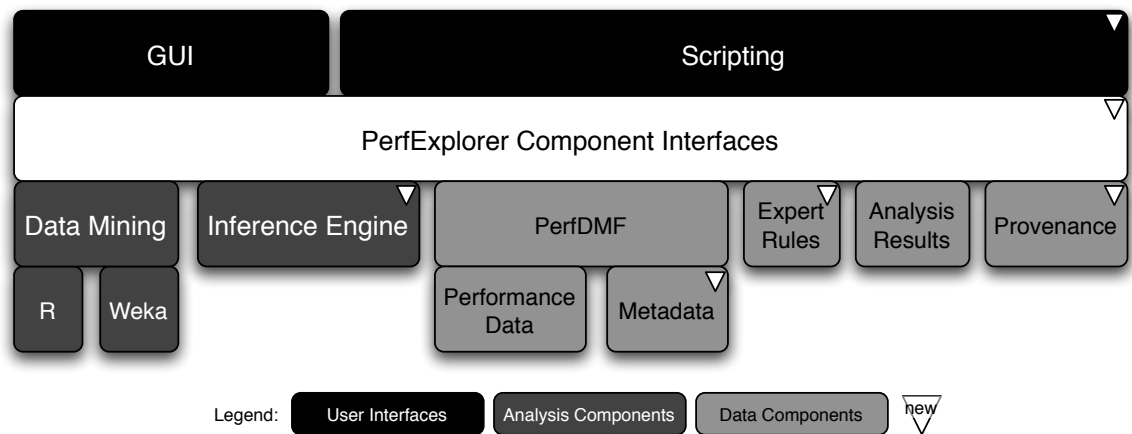 GUI
Scripting
PerfExplorer Component Interfaces
Data Mining
Inference Engine
PerfDMF
Expert
Rules
Analysis
Results
Provenance
R
Weka
Performance
Data
Metadata
Legend:
User Interfaces
Analysis Components
Data Components
new